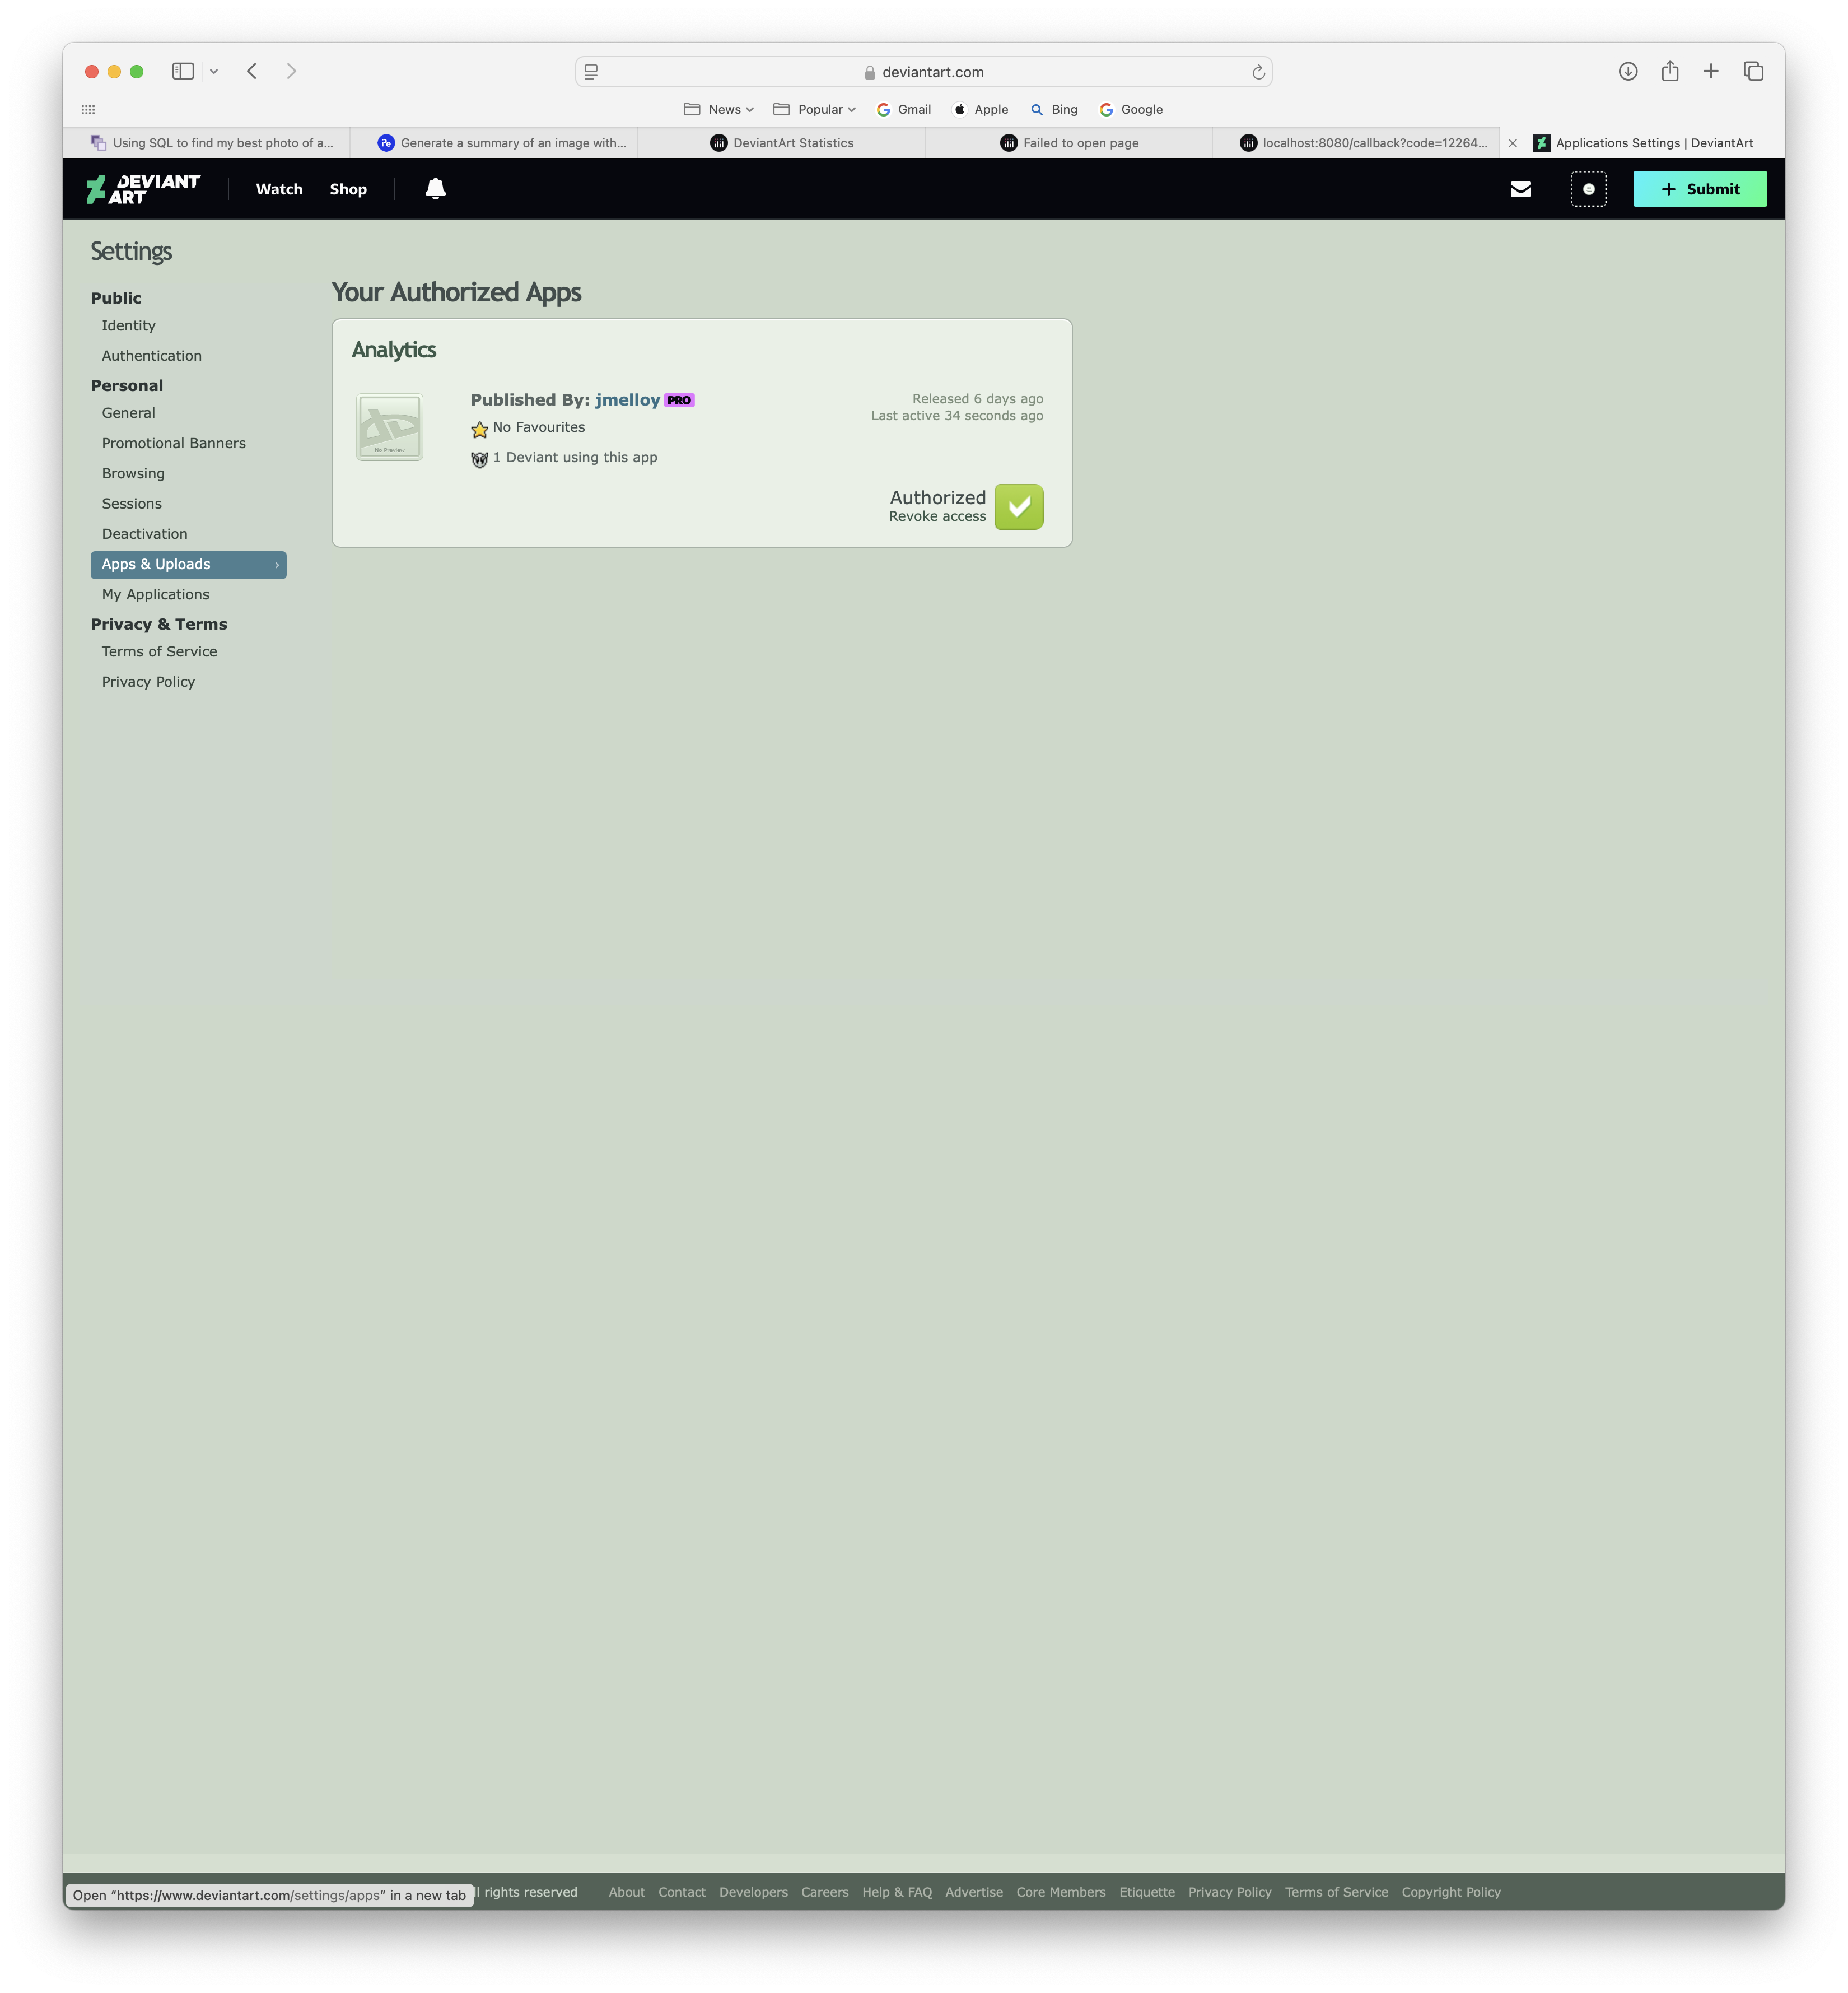 deviantart.com
News
Popular
Gmail
Apple
Bing
Google
Using SQL to find my best photo of a...
Generate a summary of an image with...
DeviantArt Statistics
Failed to open page
localhost:8080/callback?code=12264...
Applications Settings | DeviantArt
DEVIANT
ART
Watch
Shop
+ Submit
Settings
Public
Identity
Authentication
Personal
General
Promotional Banners
Browsing
Sessions
Deactivation
Apps & Uploads
My Applications
Privacy & Terms
Terms of Service
Privacy Policy
Your Authorized Apps
Analytics
No Preview
Published By: jmelloy PRO
No Favourites
1 Deviant using this app
Released 6 days ago
Last active 34 seconds ago
Authorized
Revoke access
Open “https://www.deviantart.com/settings/apps” in a new tab
ll rights reserved
About
Contact
Developers
Careers
Help & FAQ
Advertise
Core Members
Etiquette
Privacy Policy
Terms of Service
Copyright Policy